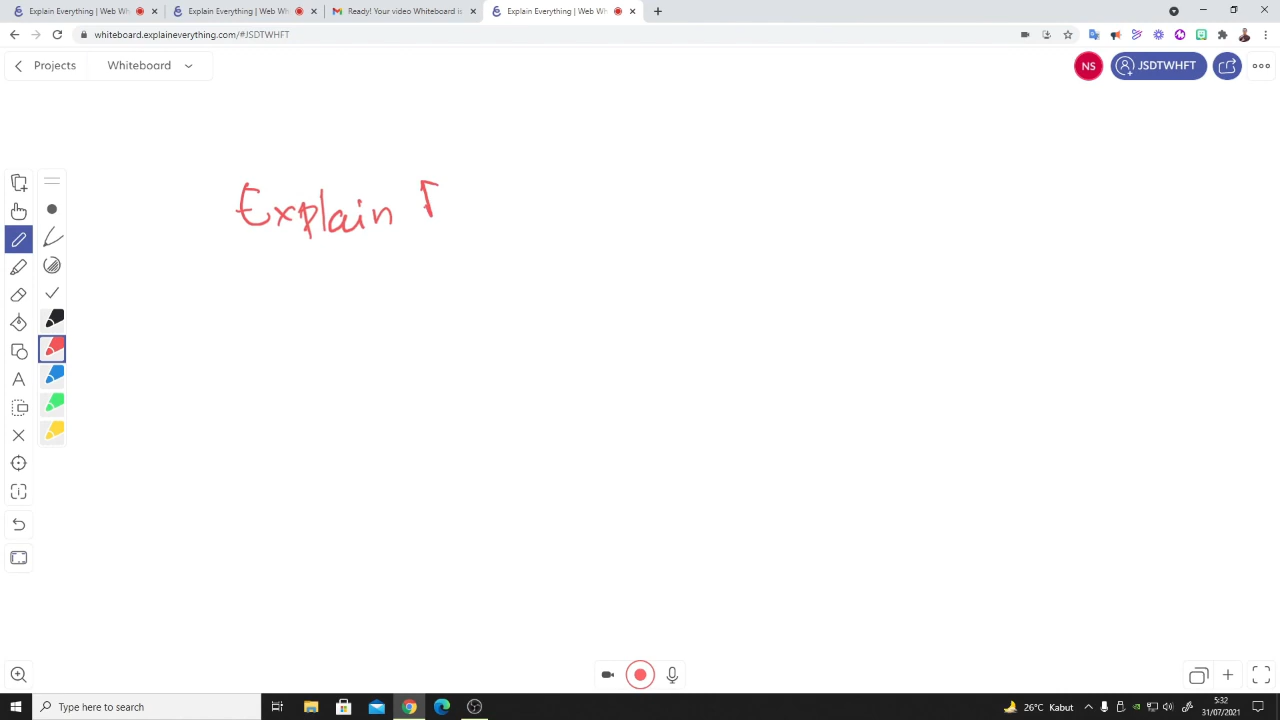 Explain Everything | Web Wh
Explain Everything | Web Wh
Ready! Your video Whiteboard is
Explain Everything | Web Wh
whiteboard.explaineverything.com/#JSDTWHFT
Projects
Whiteboard
NS
JSDTWHFT
Explain
A
Type here to search
26°C Kabut
5:32
31/07/2021